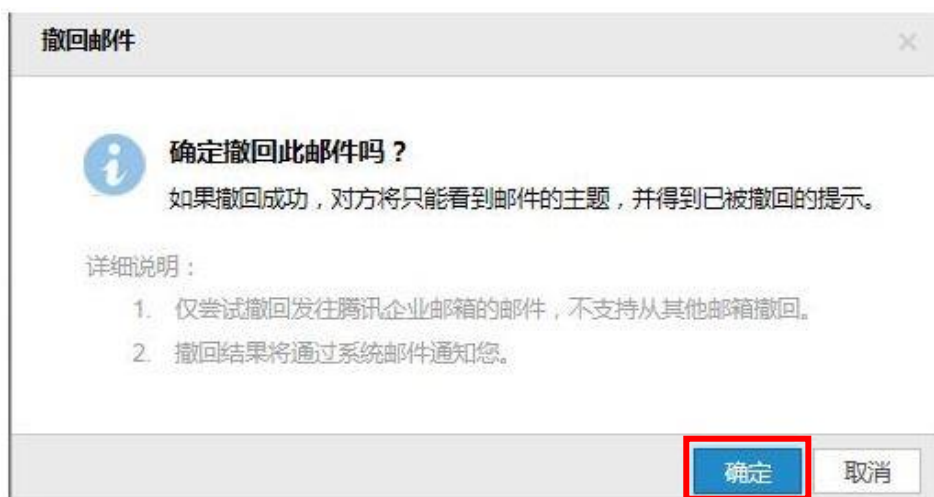 撤回邮件
确定撤回此邮件吗？
如果撤回成功，对方将只能看到邮件的主题，并得到已被撤回的提示。
详细说明：
1. 仅尝试撤回发往腾讯企业邮箱的邮件，不支持从其他邮箱撤回。
2. 撤回结果将通过系统邮件通知您。
确定 取消